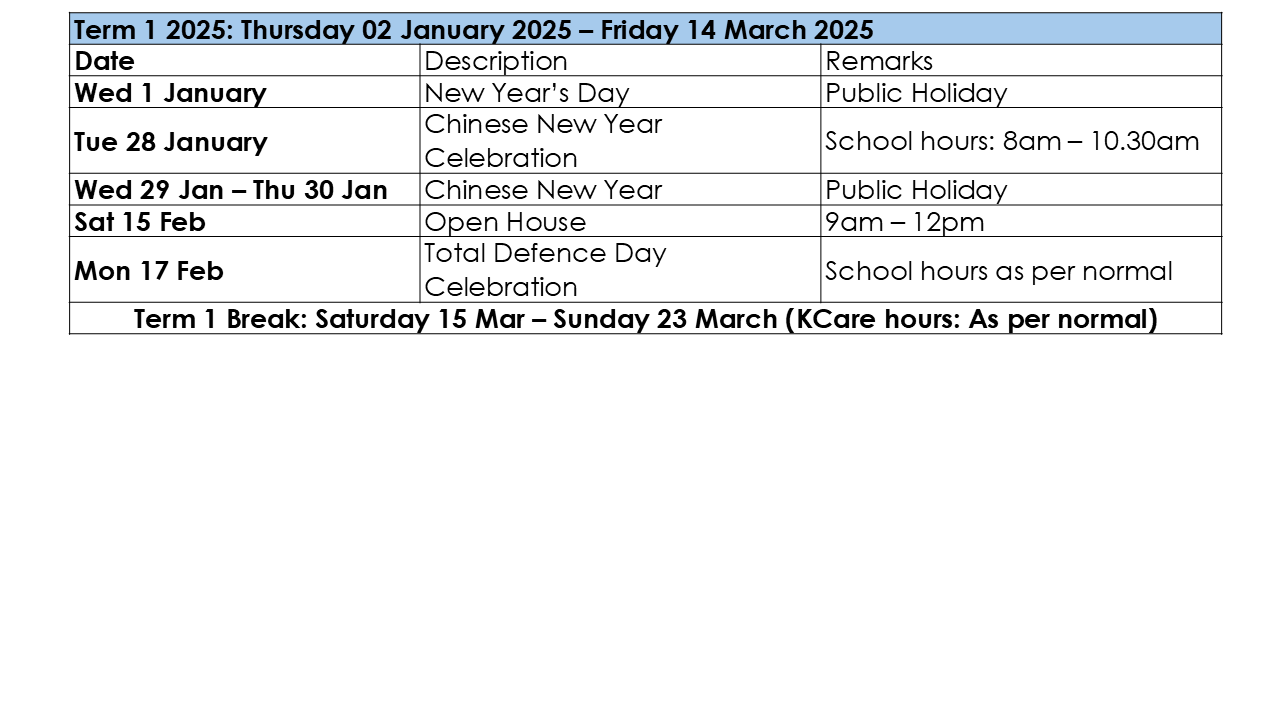 Term 1 2025: Thursday 02 January 2025 – Friday 14 March 2025
Date Description Remarks
Wed 1 January New Year’s Day Public Holiday
Tue 28 January Chinese New Year Celebration School hours: 8am – 10.30am
Wed 29 Jan – Thu 30 Jan Chinese New Year Public Holiday
Sat 15 Feb Open House 9am – 12pm
Mon 17 Feb Total Defence Day Celebration School hours as per normal
Term 1 Break: Saturday 15 Mar – Sunday 23 March (KCare hours: As per normal)